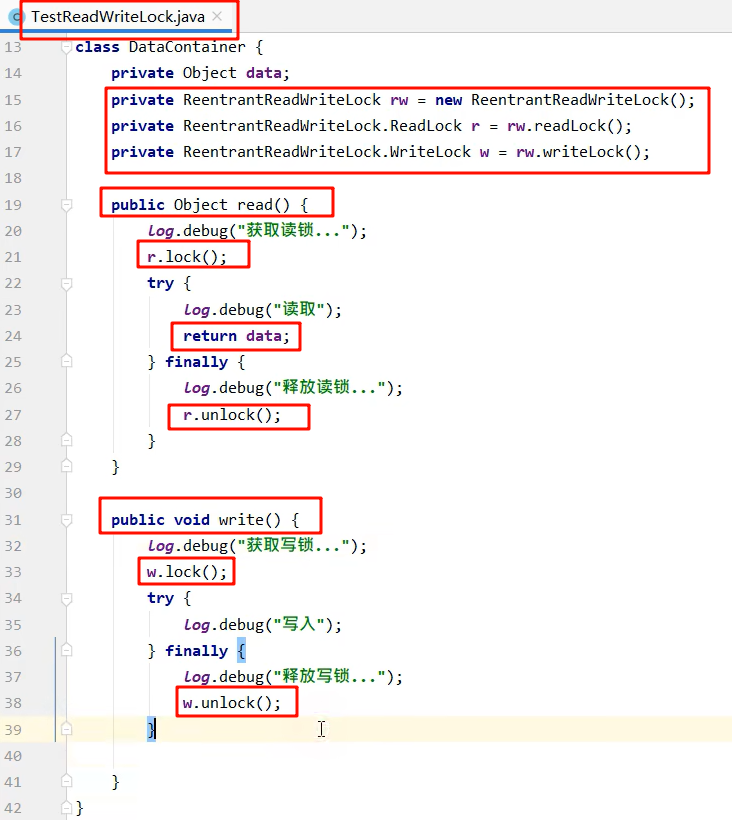 TestReadWriteLock.java ×
13 class DataContainer {
14 private Object data;
15 private ReentrantReadWriteLock rw = new ReentrantReadWriteLock();
16 private ReentrantReadWriteLock.ReadLock r = rw.readLock();
17 private ReentrantReadWriteLock.WriteLock w = rw.writeLock();
18
19 public Object read() {
20 log.debug("获取读锁...");
21 r.lock();
22 try {
23 log.debug("读取");
24 return data;
25 } finally {
26 log.debug("释放读锁...");
27 r.unlock();
28 }
29 }
30
31 public void write() {
32 log.debug("获取写锁...");
33 w.lock();
34 try {
35 log.debug("写入");
36 } finally {
37 log.debug("释放写锁...");
38 w.unlock();
39 }
40
41 }
42 }